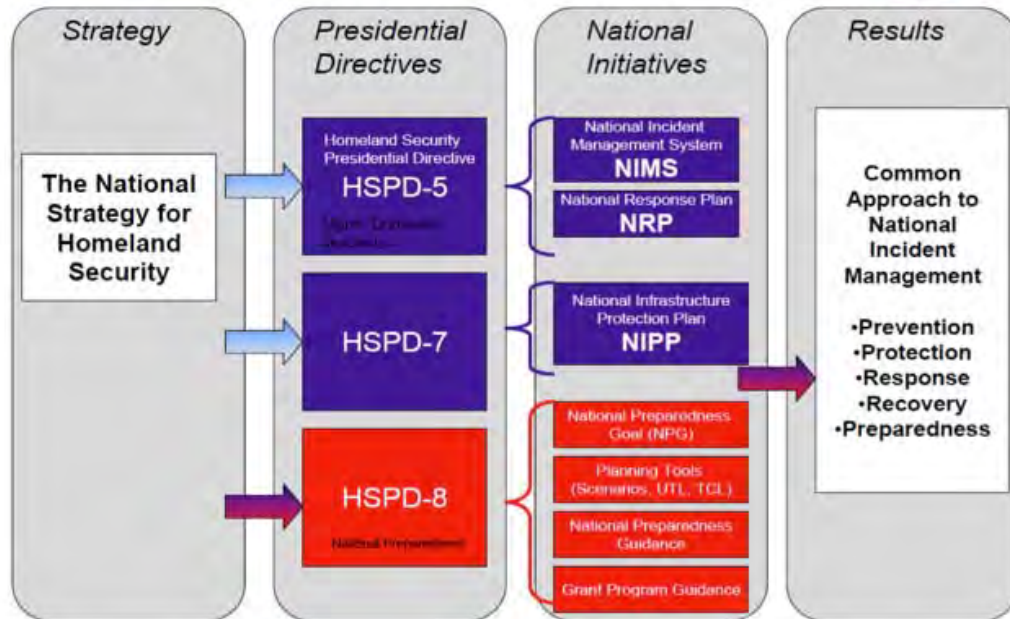 Strategy
The National
Strategy for
Homeland
Security
Presidential
Directives
Homeland Security
Presidential Directive
HSPD-5
HSPD-7
HSPD-8
National Preparedness
National
Initiatives
National Incident
Management System
NIMS
National Response Plan
NRP
National Infrastructure
Protection Plan
NIPP
National Preparedness
Goal (NPG)
Planning Tools
(Scenarios, UTL, TCL)
National Preparedness
Guidance
Grant Program Guidance
Results
Common
Approach to
National
Incident
Management
•Prevention
•Protection
•Response
•Recovery
•Preparedness